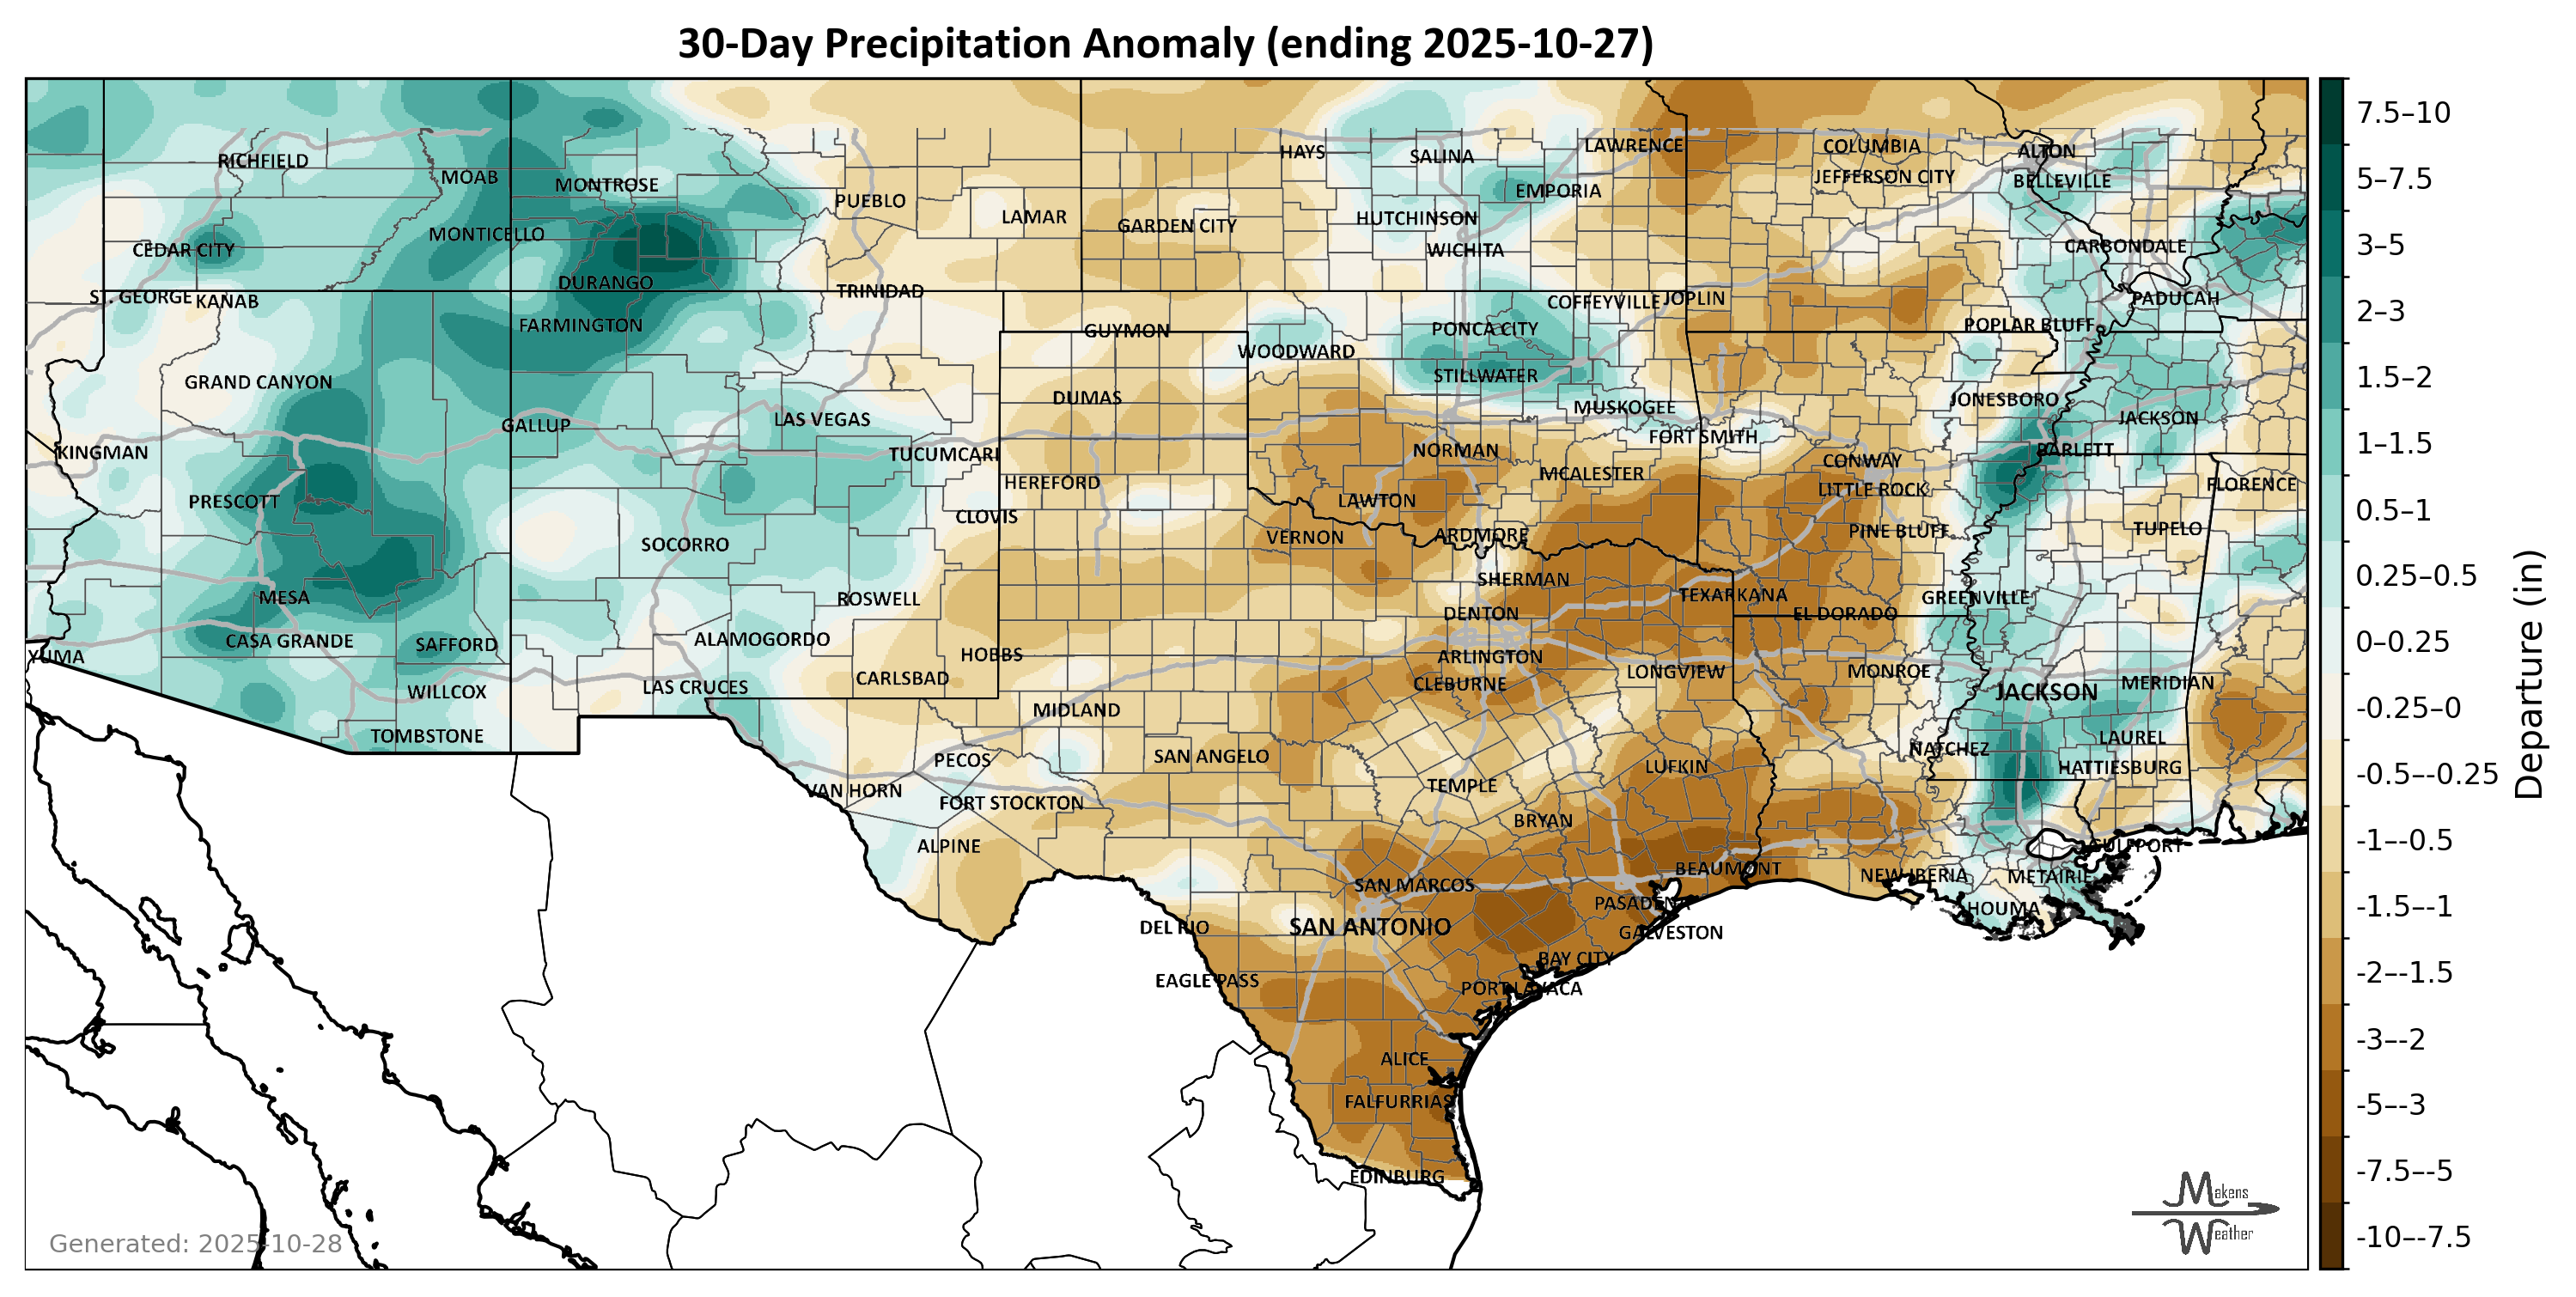 30-Day Precipitation Anomaly (ending 2025-10-27)
RICHFIELD
MOAB
MONTROSE
PUEBLO
LAMAR
GARDEN CITY
HAYS
SALINA
LAWRENCE
EMPORIA
HUTCHINSON
WICHITA
COLUMBIA
JEFFERSON CITY
ALTON
BELLEVILLE
CARBONDALE
CEDAR CITY
MONTICELLO
DURANGO
TRINIDAD
ST. GEORGE
KANAB
FARMINGTON
GUYMON
WOODWARD
PONCA CITY
COFFEYVILLE
JOPLIN
POPLAR BLUFF
PADUCAH
GRAND CANYON
GALLUP
LAS VEGAS
DUMAS
STILLWATER
MUSKOGEE
FORT SMITH
JONESBORO
JACKSON
KINGMAN
TUCUMCARI
NORMAN
MCALESTER
CONWAY
BARLETT
PRESCOTT
HEREFORD
LAWTON
LITTLE ROCK
FLORENCE
CLOVIS
SOCORRO
VERNON
ARDMORE
PINE BLUFF
TUPELO
MESA
ROSWELL
SHERMAN
TEXARKANA
GREENVILLE
CASA GRANDE
SAFFORD
ALAMOGORDO
DENTON
EL DORADO
YUMA
HOBBS
ARLINGTON
WILLCOX
LAS CRUCES
CARLSBAD
CLEBURNE
LONGVIEW
MONROE
JACKSON
MERIDIAN
TOMBSTONE
MIDLAND
PECOS
SAN ANGELO
LUFKIN
NATCHEZ
LAUREL
HATTIESBURG
VAN HORN
FORT STOCKTON
TEMPLE
BRYAN
ALPINE
GULFPORT
SAN MARCOS
BEAUMONT
NEW IBERIA
METAIRIE
PASADENA
HOUMA
DEL RIO
SAN ANTONIO
GALVESTON
BAY CITY
EAGLE PASS
PORT LAVACA
ALICE
FALFURRIAS
EDINBURG
Generated: 2025-10-28
Makens
Weather
7.5–10
5–7.5
3–5
2–3
1.5–2
1–1.5
0.5–1
0.25–0.5
0–0.25
-0.25–0
-0.5–-0.25
-1–-0.5
-1.5–-1
-2–-1.5
-3–-2
-5–-3
-7.5–-5
-10–-7.5
Departure (in)